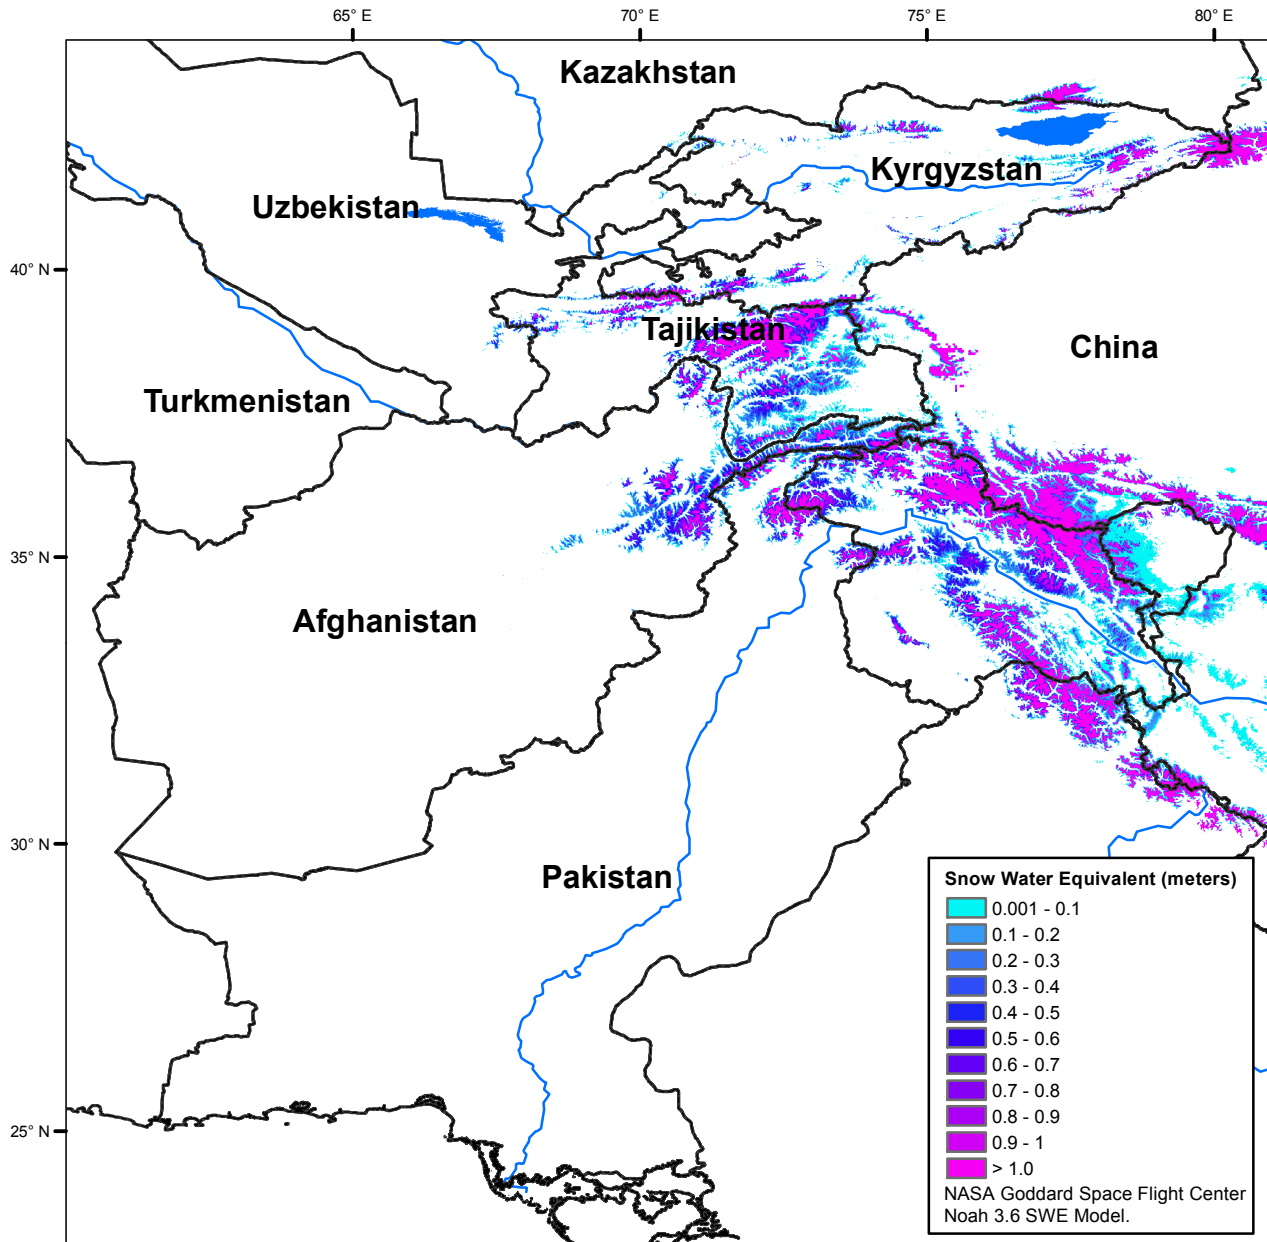 65° E
70° E
75° E
80° E
Kazakhstan
Kyrgyzstan
Uzbekistan
40° N
Tajikistan
China
Turkmenistan
35° N
Afghanistan
30° N
Pakistan
25° N
Snow Water Equivalent (meters)
0.001 - 0.1
0.1 - 0.2
0.2 - 0.3
0.3 - 0.4
0.4 - 0.5
0.5 - 0.6
0.6 - 0.7
0.7 - 0.8
0.8 - 0.9
0.9 - 1
> 1.0
NASA Goddard Space Flight Center
Noah 3.6 SWE Model.